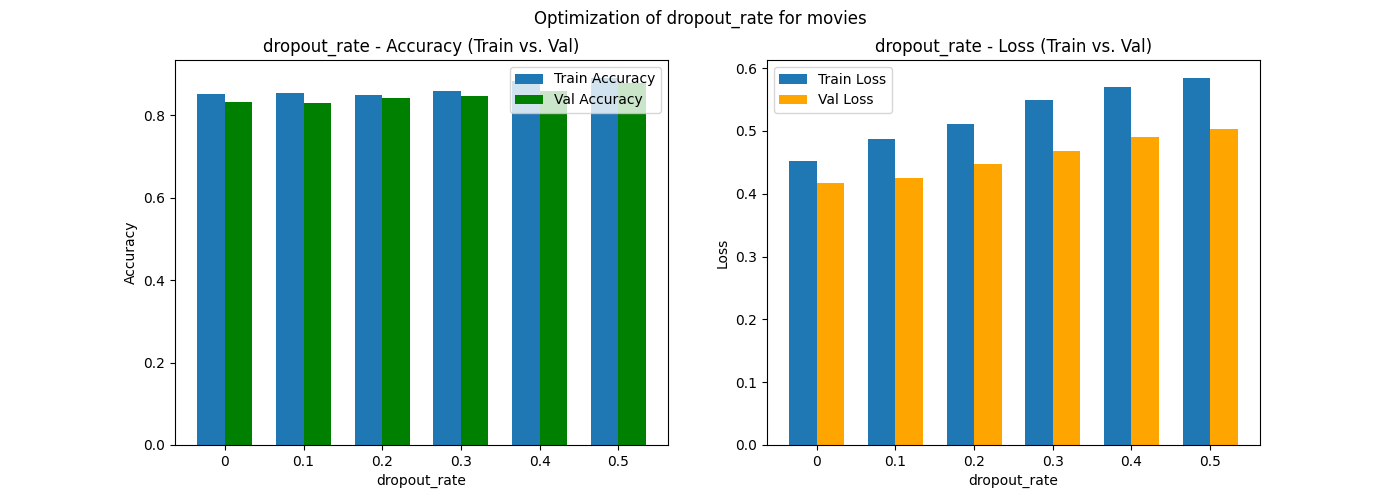 Optimization of dropout_rate for movies
dropout_rate - Accuracy (Train vs. Val)
Train Accuracy
Val Accuracy
Accuracy
0.8
0.6
0.4
0.2
0.0
0 0.1 0.2 0.3 0.4 0.5
dropout_rate
dropout_rate - Loss (Train vs. Val)
Train Loss
Val Loss
Loss
0.6
0.5
0.4
0.3
0.2
0.1
0.0
0 0.1 0.2 0.3 0.4 0.5
dropout_rate